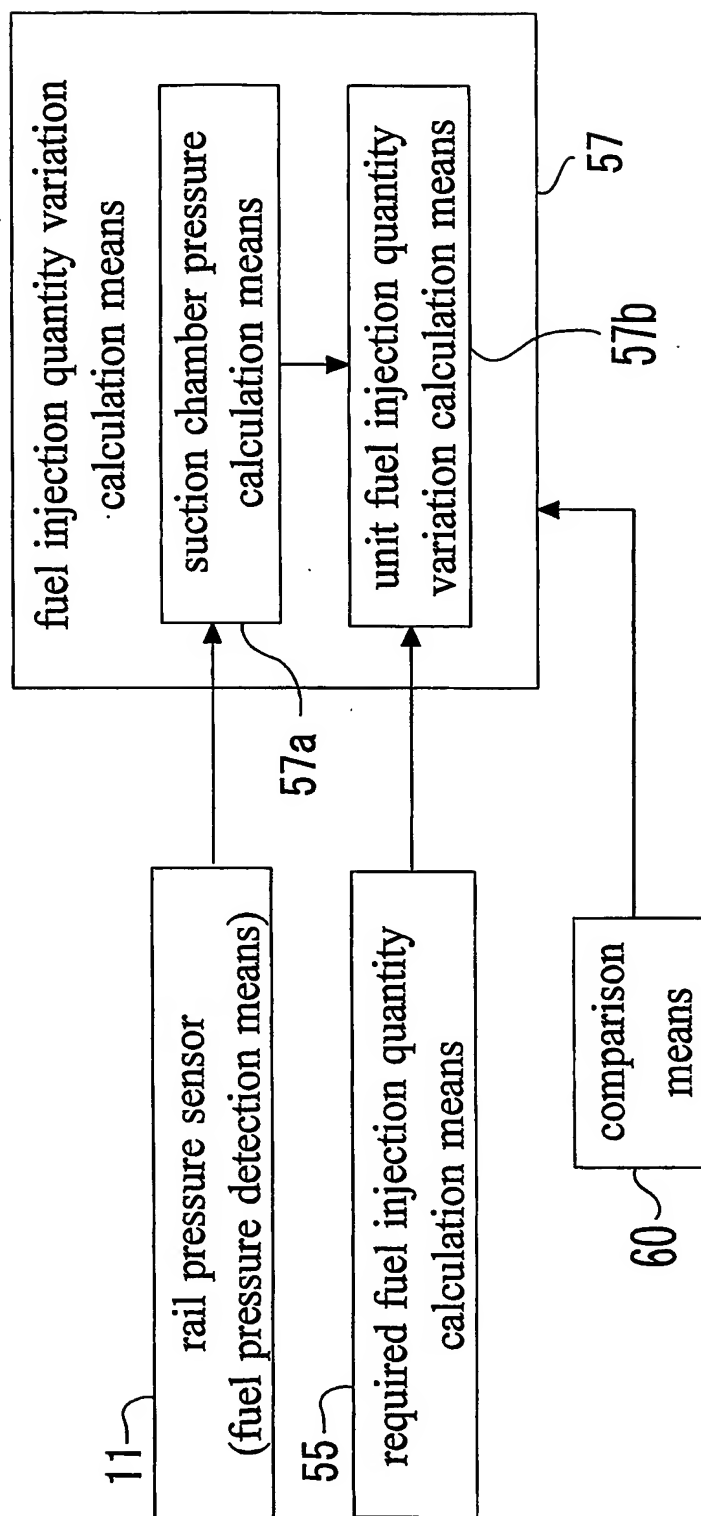 fuel injection quantity variation
calculation means
suction chamber pressure
calculation means
57a
unit fuel injection quantity
variation calculation means
57b
57
11
rail pressure sensor
(fuel pressure detection means)
55
required fuel injection quantity
calculation means
60
comparison
means